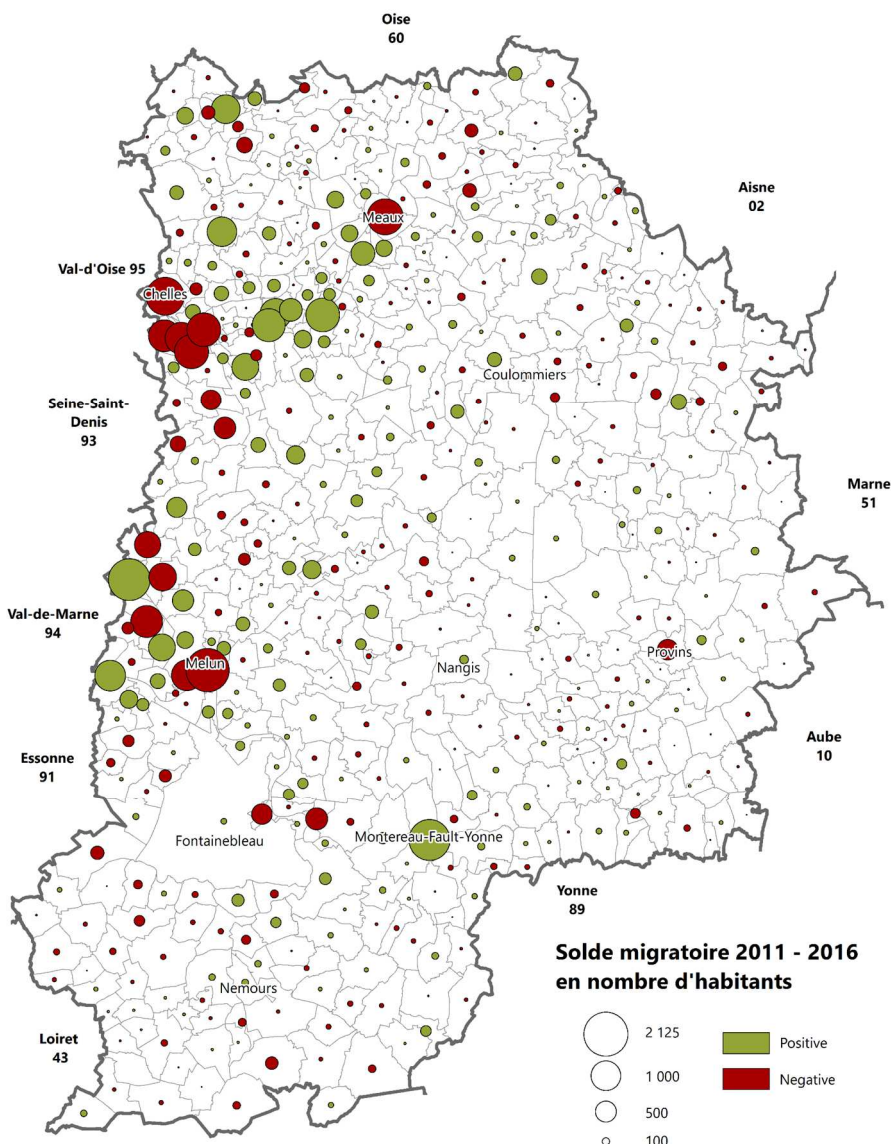 Oise
60
Aisne
02
Meaux
Val-d'Oise 95
Chelles
Coulommiers
Seine-Saint-
Denis
93
Marne
51
Val-de-Marne
94
Melun
Nangis
Provins
Essonne
91
Aube
10
Fontainebleau
Montereau-Fault-Yonne
Yonne
89
Solde migratoire 2011 - 2016
en nombre d'habitants
Nemours
Loiret
43
2 125
Positive
1 000
Negative
500
100